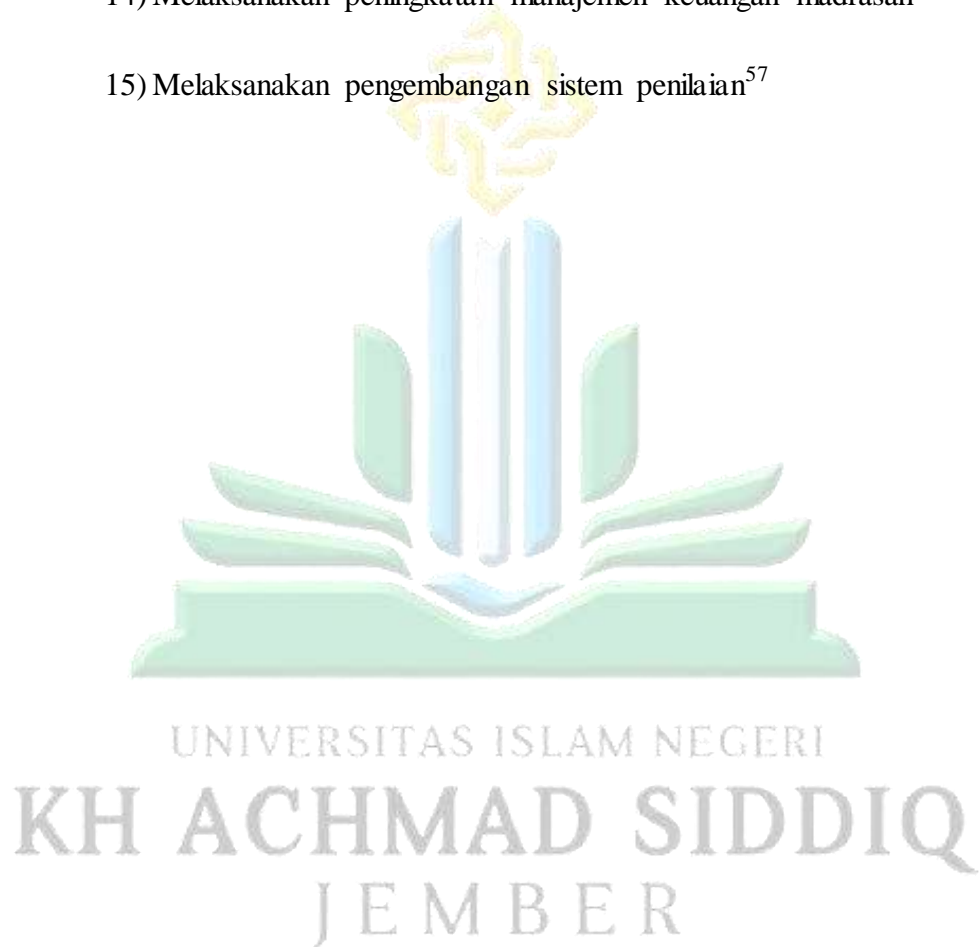 14) Melaksanakan peningkatan manajemen keuangan madrasah
15) Melaksanakan pengembangan sistem penilaian57
UNIVERSITAS ISLAM NEGERI
KH ACHMAD SIDDIQ
JEMBER